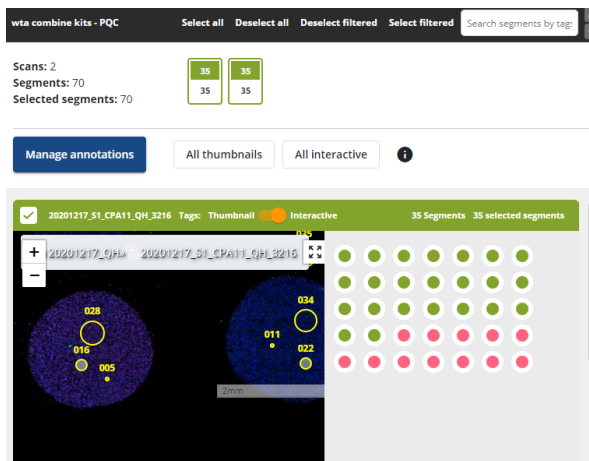 wta combine kits - PQC Select all Deselect all Deselect filtered Select filtered Search segments by tag:
Scans: 2
Segments: 70
Selected segments: 70
35 35
35 35
Manage annotations All thumbnails All interactive i
20201217_S1_CPA11_QH_3216 Tags: Thumbnail Interactive 35 Segments 35 selected segments
035
+ 20201217_QH» 20201217_S1_CPA11_QH_3216
−
028
034
011
016
022
005
2mm